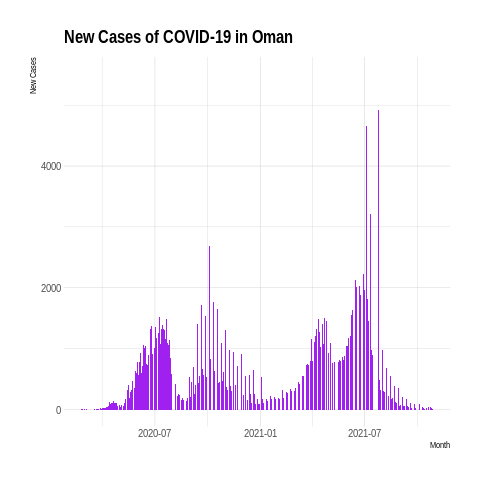 New Cases of COVID-19 in Oman
New Cases
4000
2000
0
2020-07
2021-01
2021-07
Month